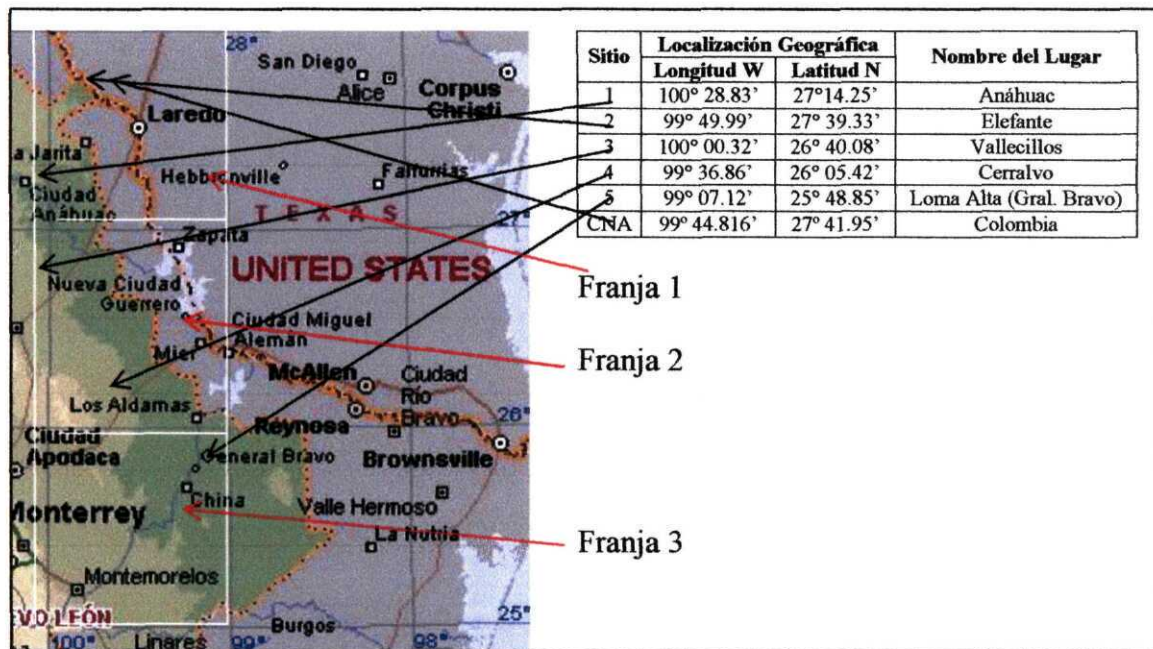 28°
San Diego
Alice
Corpus
Christi
Laredo
a Jarita
Ciudad
Anáhuac
Hebbronville
Falfurrias
T E X A S
27°
Zapata
UNITED STATES
Nueva Ciudad
Guerrero
Ciudad Miguel
Alemán
Mier
McAllen
Ciudad
Río
Bravo
Los Aldamas
26°
Reynosa
Ciudad
Apodaca
General Bravo
Brownsville
China
Valle Hermoso
Monterrey
La Nutria
Montemorelos
EVO LEÓN
25°
Burgos
100°
Linares
99°
98°
Sitio Localización Geográfica Nombre del Lugar
Longitud W Latitud N
1 100° 28.83’ 27°14.25’ Anáhuac
2 99° 49.99’ 27° 39.33’ Elefante
3 100° 00.32’ 26° 40.08’ Vallecillos
4 99° 36.86’ 26° 05.42’ Cerralvo
5 99° 07.12’ 25° 48.85’ Loma Alta (Gral. Bravo)
CNA 99° 44.816’ 27° 41.95’ Colombia
Franja 1
Franja 2
Franja 3